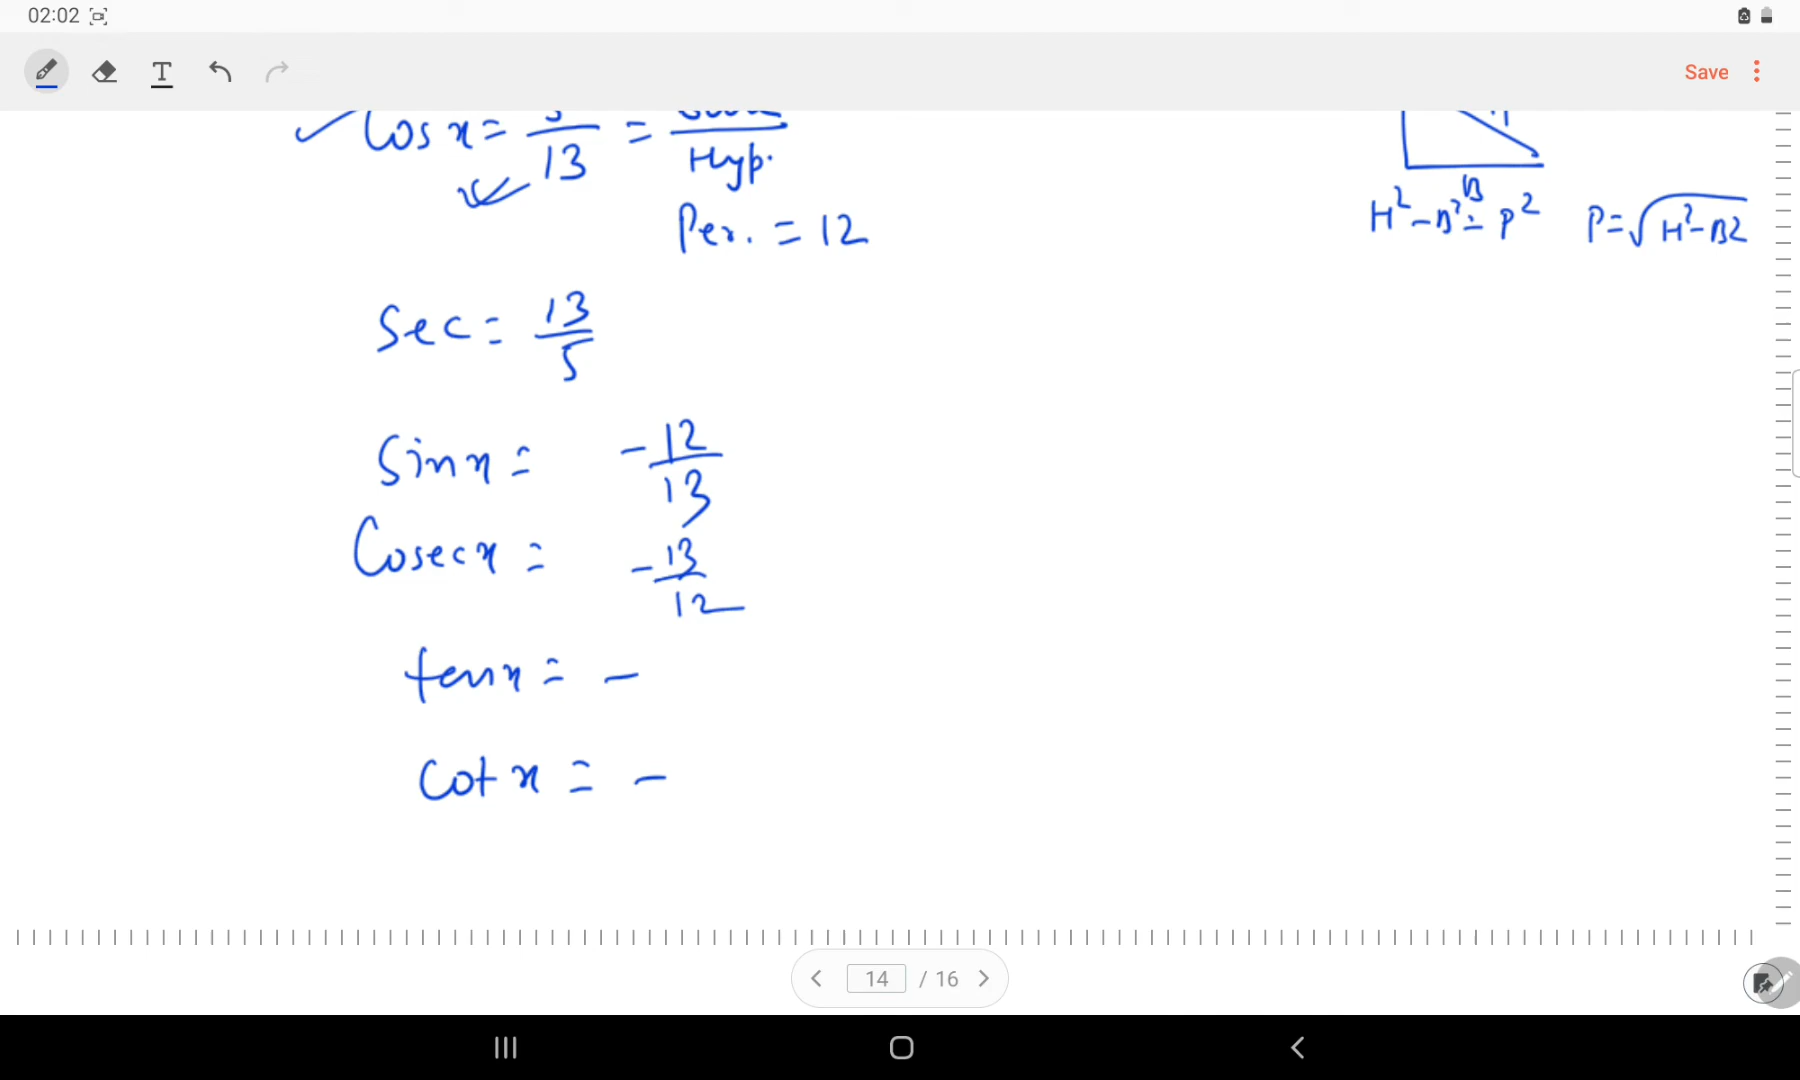 02:02
Save
Cos x = 5/13 = /Hyp.
Per. = 12
B
H² - B² = P² P = √H² - B²
Sec = 13/5
Sin x = -12/13
Cosec x = -13/12
tan x = -
Cot x = -
14 / 16